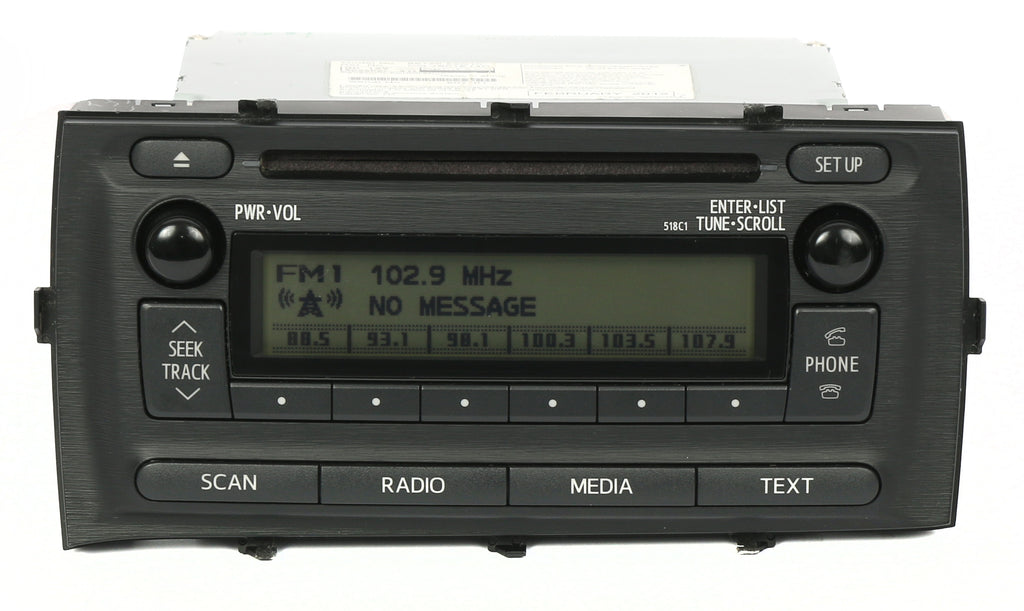 SET UP
PWR•VOL
ENTER•LIST
518C1 TUNE•SCROLL
FM1 102.9 MHz
NO MESSAGE
88.5 93.1 98.1 100.3 103.5 107.9
SEEK
TRACK
PHONE
SCAN RADIO MEDIA TEXT